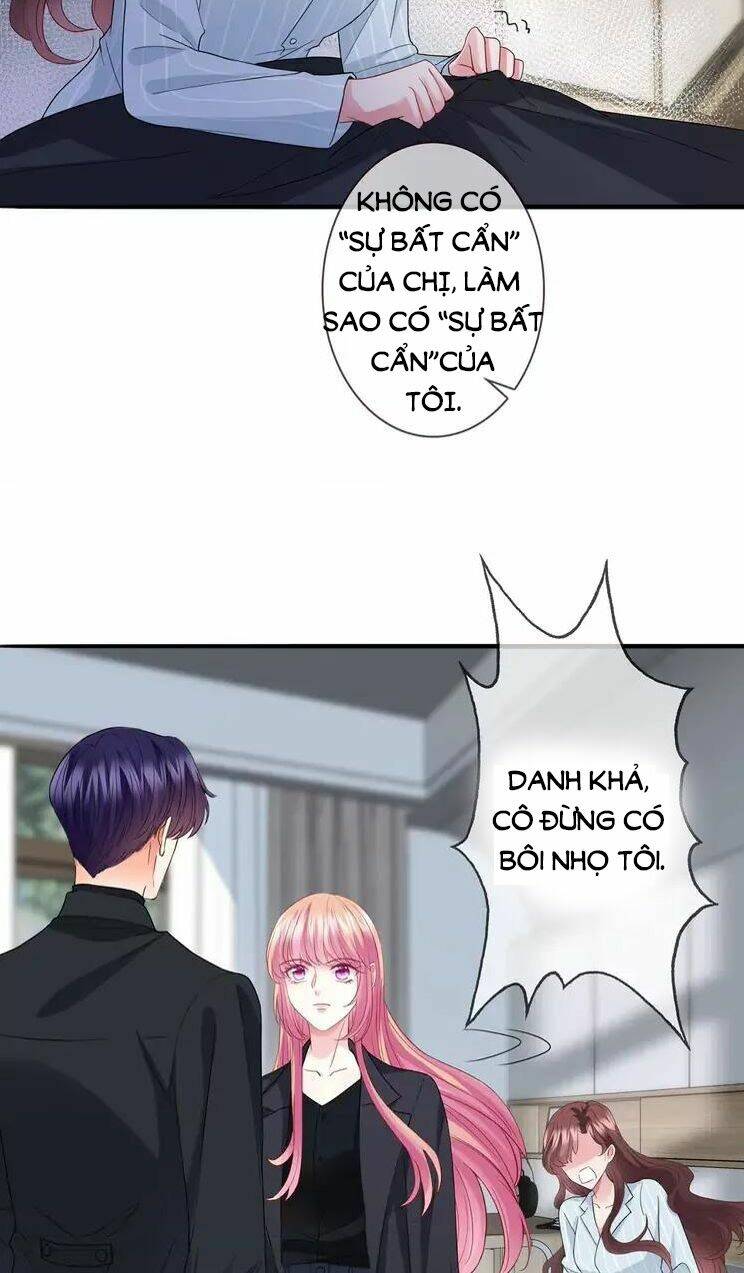 KHÔNG CÓ
“SỰ BẤT CẨN”
CỦA CHỊ, LÀM
SAO CÓ “SỰ BẤT
CẨN”CỦA
TÔI.
DANH KHẢ,
CÔ ĐỪNG CÓ
BÔI NHỌ TÔI.